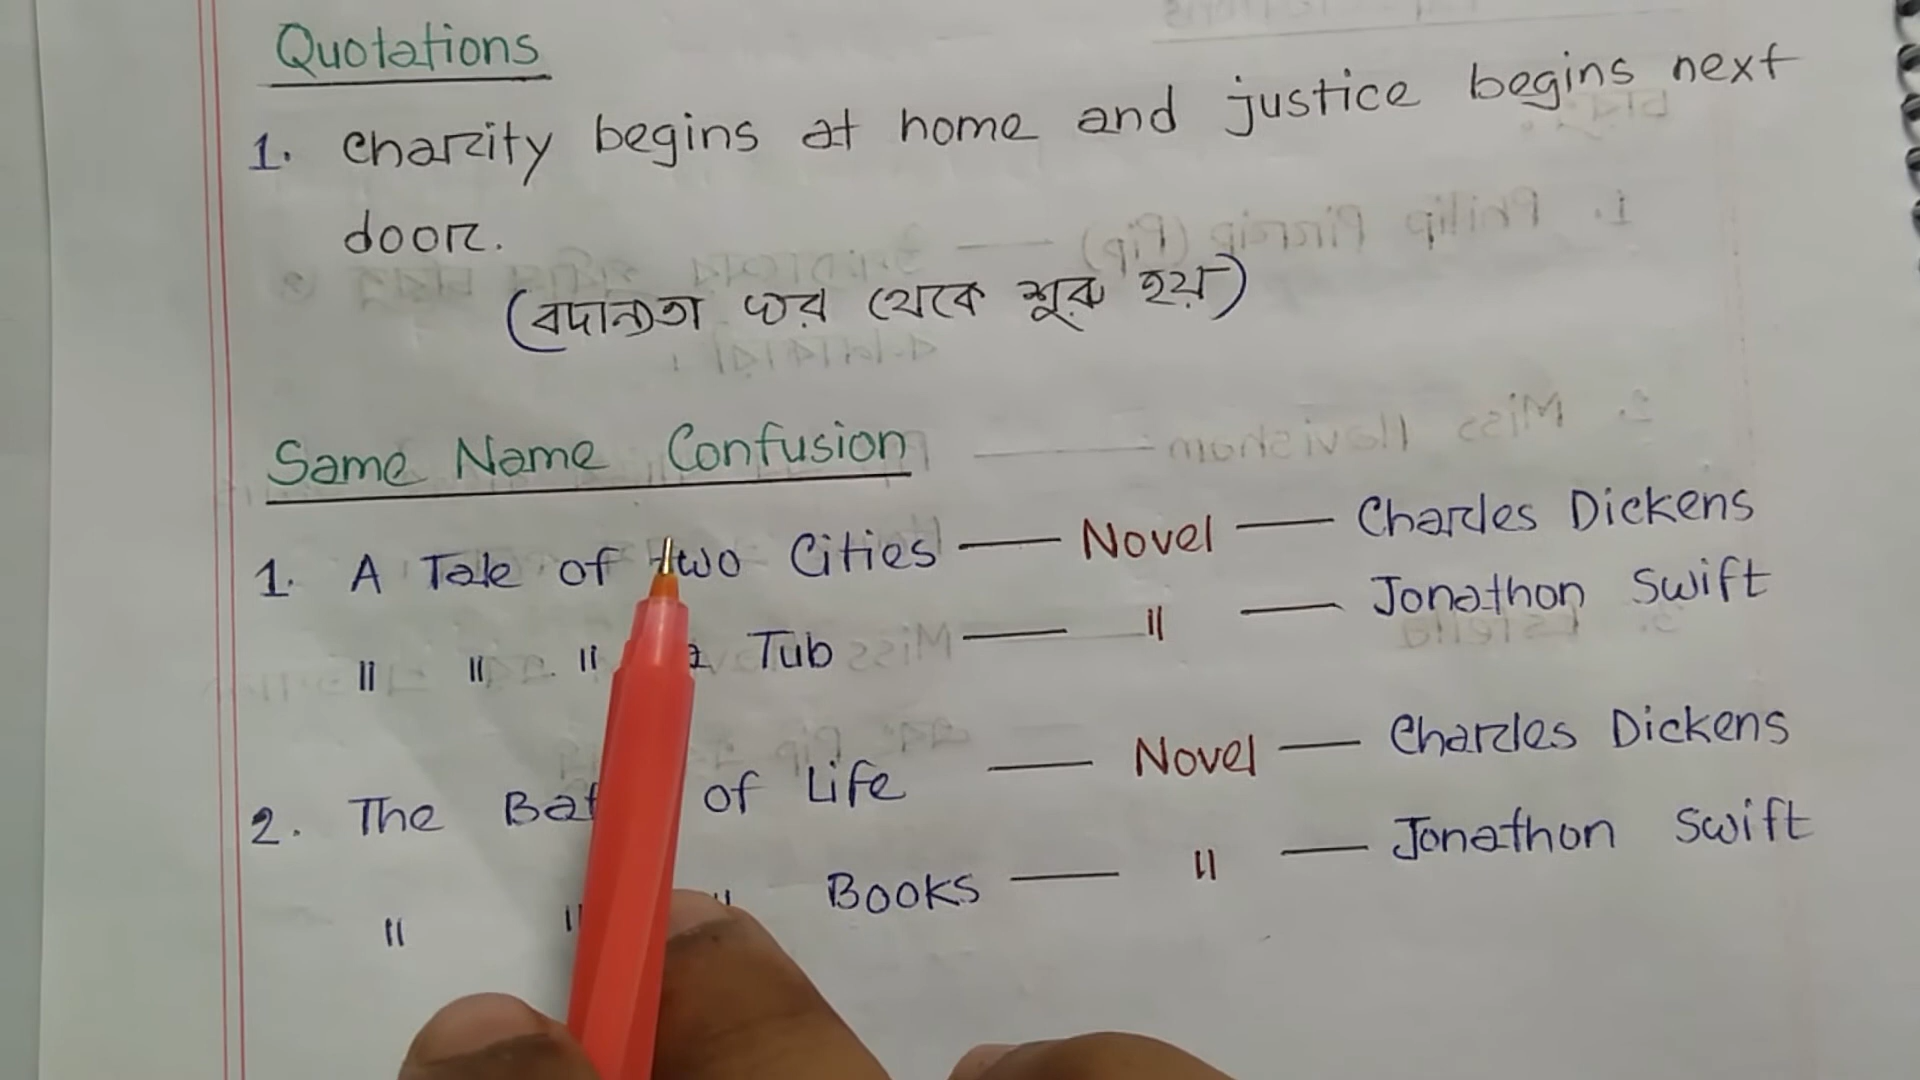 Quotations
1. Charity begins at home and justice begins next
door.
(বদান্যতা ঘর থেকে শুরু হয়)
Same Name Confusion
1. A Tale of two Cities — Novel — Charles Dickens
" " " a Tub — " — Jonathon Swift
2. The of Life — Novel — Charles Dickens
" " " Books — " — Jonathon Swift